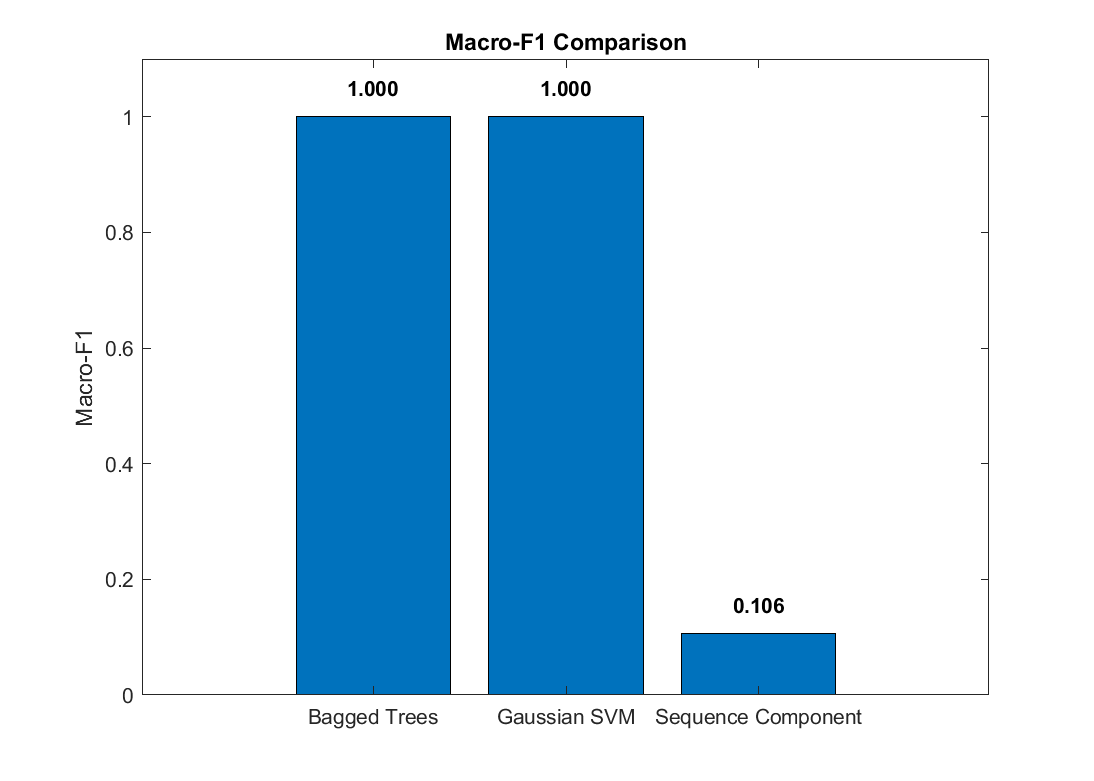 Macro-F1 Comparison
1.000 1.000
1
0.8
0.6
Macro-F1
0.4
0.2
0.106
0
Bagged Trees Gaussian SVM Sequence Component